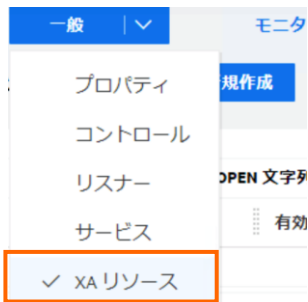 一般
モニタ
プロパティ
規作成
コントロール
リスナー
OPEN 文字列
サービス
有効
XA リソース